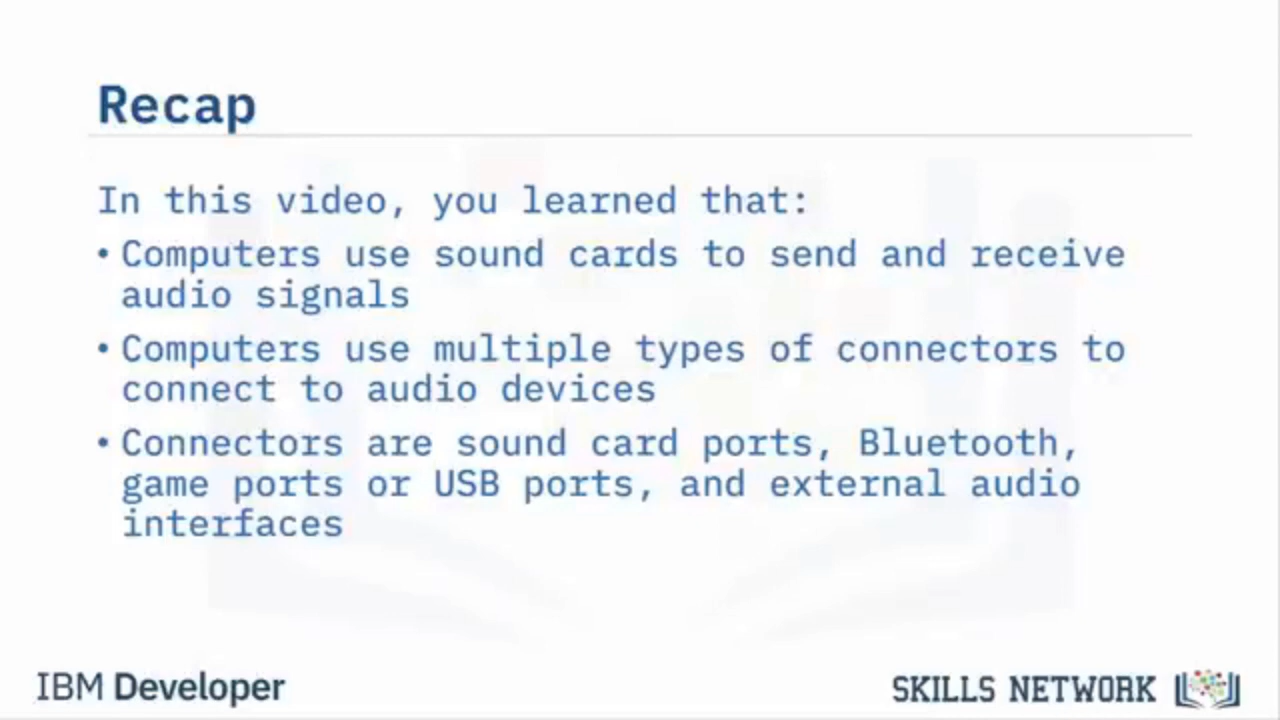 Recap
In this video, you learned that:
• Computers use sound cards to send and receive
audio signals
• Computers use multiple types of connectors to
connect to audio devices
• Connectors are sound card ports, Bluetooth,
game ports or USB ports, and external audio
interfaces
IBM Developer
SKILLS NETWORK